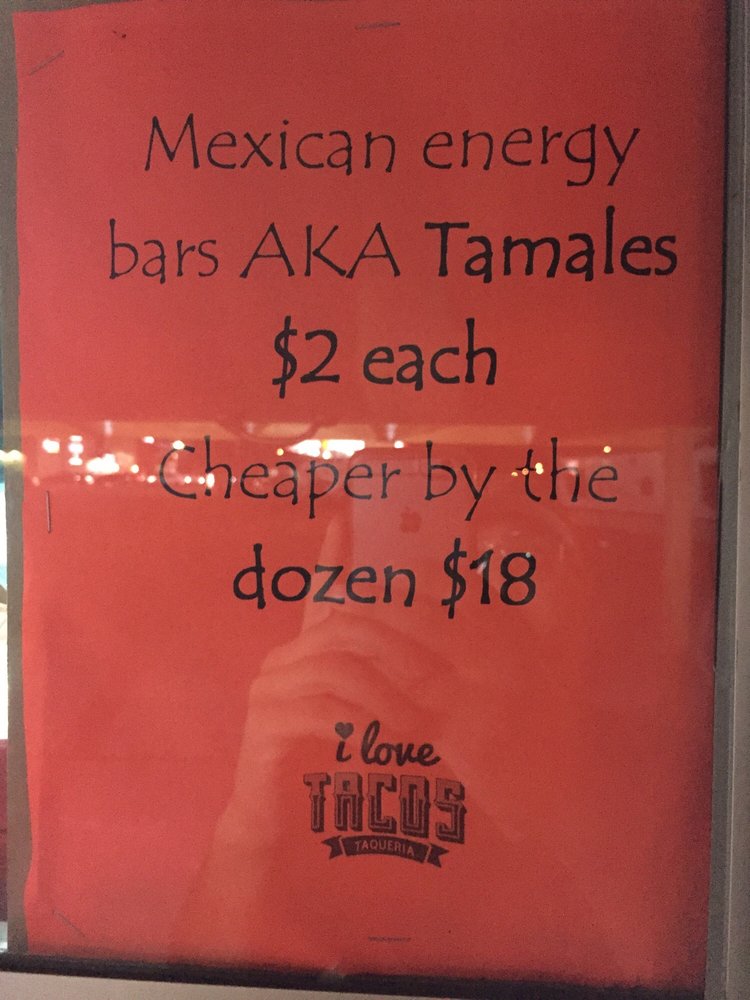 Mexican energy
bars AKA Tamales
$2 each
Cheaper by the
dozen $18
i love
TACOS
TAQUERIA